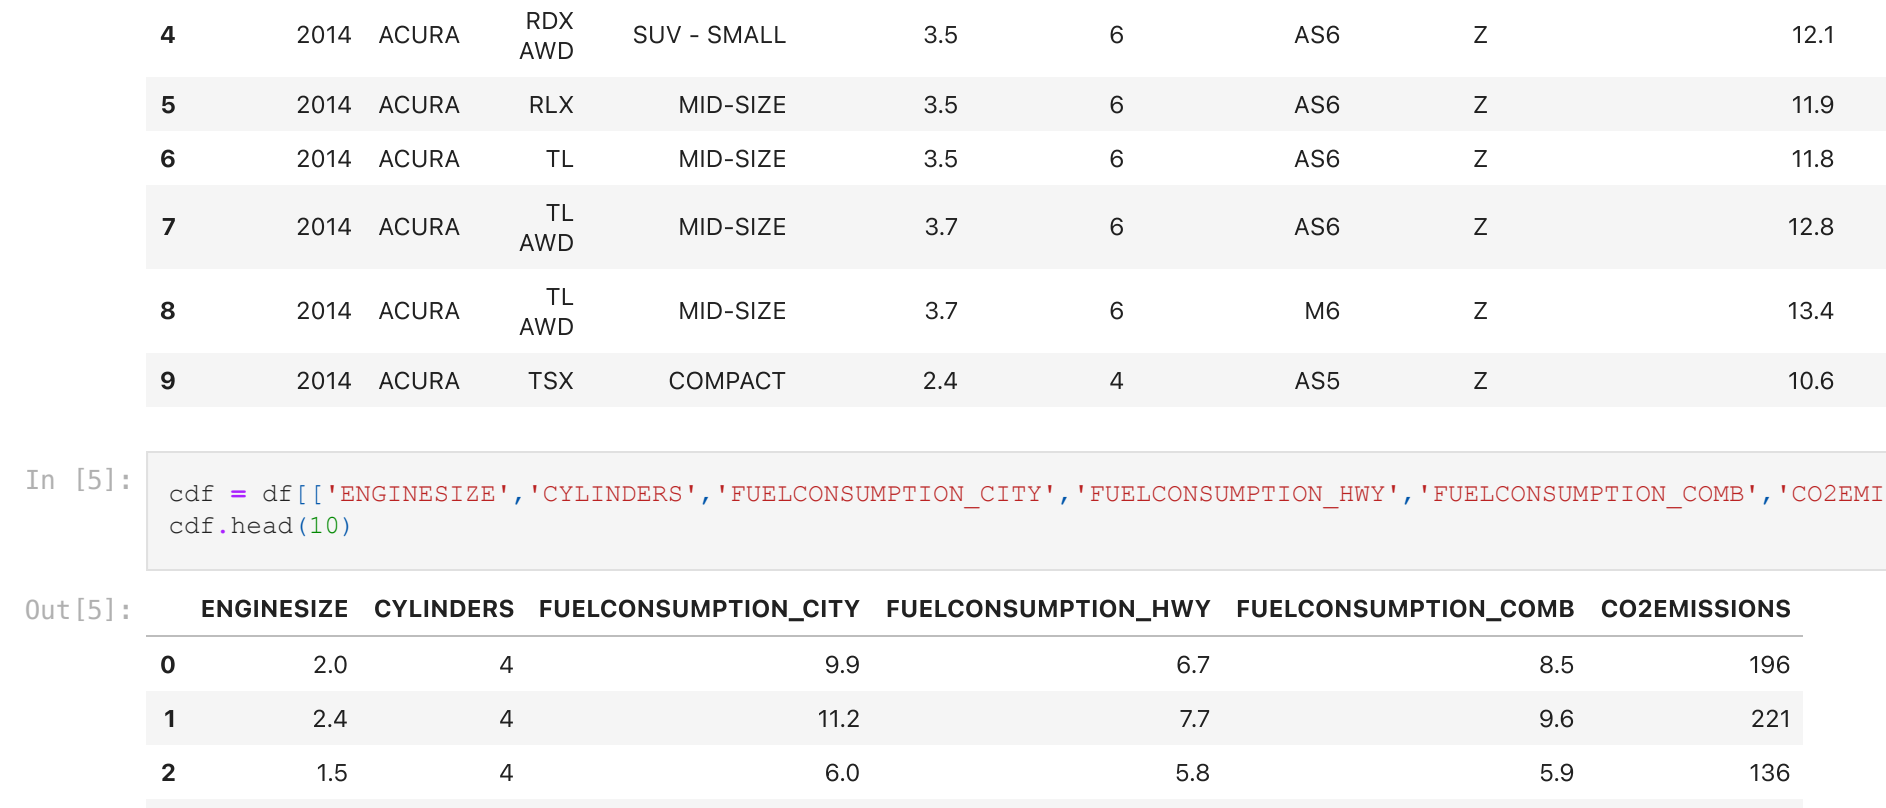 RDX
4 2014 ACURA SUV - SMALL 3.5 6 AS6 Z 12.1
AWD
5 2014 ACURA RLX MID-SIZE 3.5 6 AS6 Z 11.9
6 2014 ACURA TL MID-SIZE 3.5 6 AS6 Z 11.8
TL
7 2014 ACURA MID-SIZE 3.7 6 AS6 Z 12.8
AWD
TL
8 2014 ACURA MID-SIZE 3.7 6 M6 Z 13.4
AWD
9 2014 ACURA TSX COMPACT 2.4 4 AS5 Z 10.6
In [5]: cdf = df[['ENGINESIZE','CYLINDERS','FUELCONSUMPTION_CITY','FUELCONSUMPTION_HWY','FUELCONSUMPTION_COMB','CO2EMI
cdf.head(10)
Out[5]: ENGINESIZE CYLINDERS FUELCONSUMPTION_CITY FUELCONSUMPTION_HWY FUELCONSUMPTION_COMB CO2EMISSIONS
0 2.0 4 9.9 6.7 8.5 196
1 2.4 4 11.2 7.7 9.6 221
2 1.5 4 6.0 5.8 5.9 136